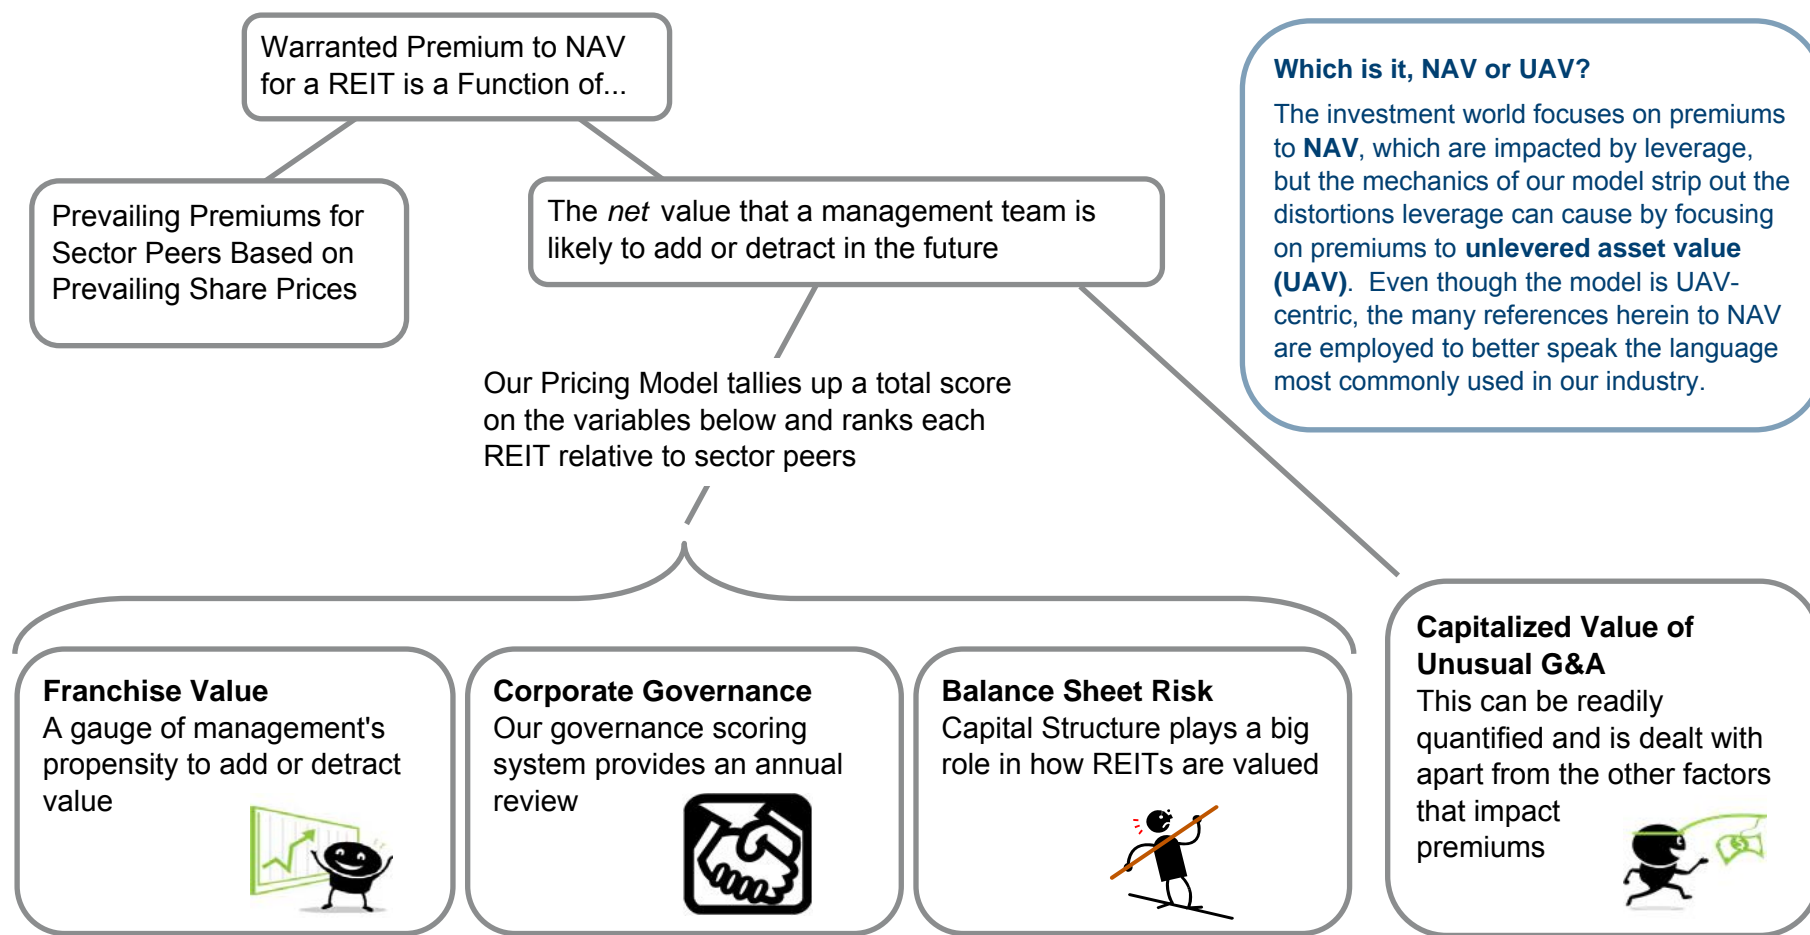 Warranted Premium to NAV
for a REIT is a Function of...
Which is it, NAV or UAV?
The investment world focuses on premiums
to NAV, which are impacted by leverage,
but the mechanics of our model strip out the
distortions leverage can cause by focusing
on premiums to unlevered asset value
(UAV).  Even though the model is UAV-
centric, the many references herein to NAV
are employed to better speak the language
most commonly used in our industry.
Prevailing Premiums for
Sector Peers Based on
Prevailing Share Prices
The net value that a management team is
likely to add or detract in the future
Our Pricing Model tallies up a total score
on the variables below and ranks each
REIT relative to sector peers
Franchise Value
A gauge of management's
propensity to add or detract
value
Corporate Governance
Our governance scoring
system provides an annual
review
Balance Sheet Risk
Capital Structure plays a big
role in how REITs are valued
Capitalized Value of
Unusual G&A
This can be readily
quantified and is dealt with
apart from the other factors
that impact
premiums